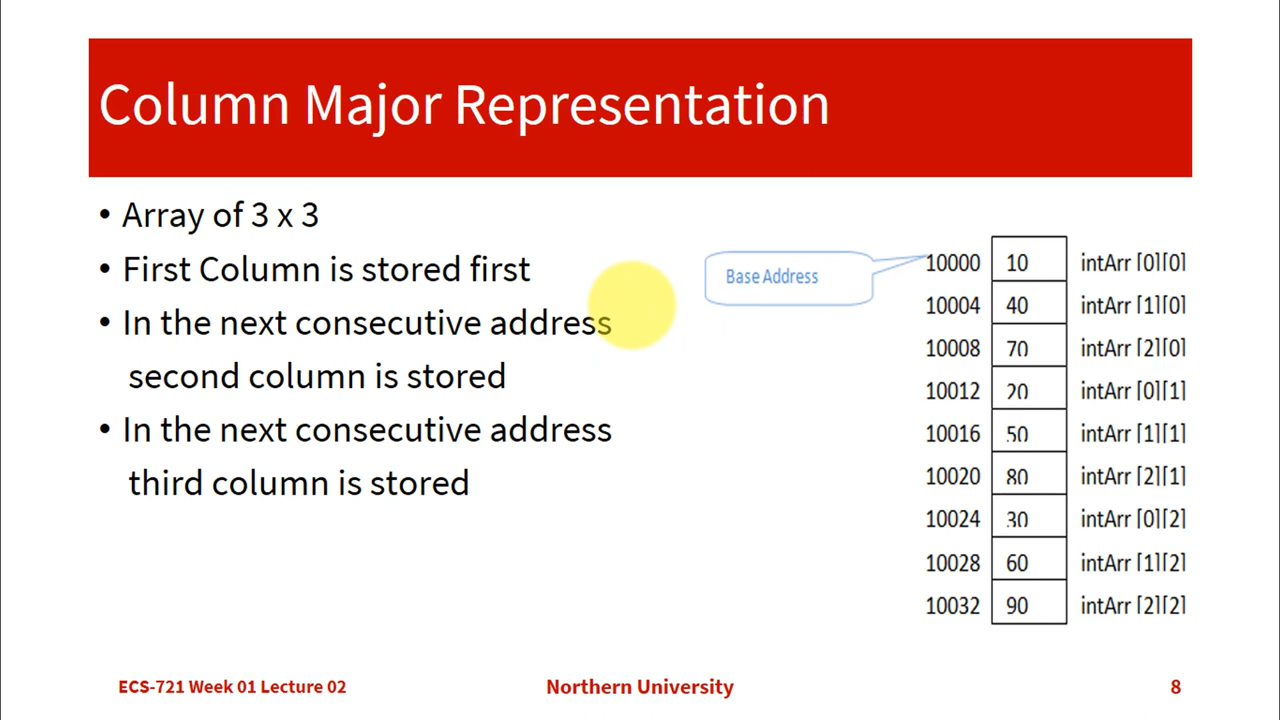 Column Major Representation
• Array of 3 x 3
• First Column is stored first
• In the next consecutive address
second column is stored
• In the next consecutive address
third column is stored
Base Address
10000 10 intArr [0][0]
10004 40 intArr [1][0]
10008 70 intArr [2][0]
10012 20 intArr [0][1]
10016 50 intArr [1][1]
10020 80 intArr [2][1]
10024 30 intArr [0][2]
10028 60 intArr [1][2]
10032 90 intArr [2][2]
ECS-721 Week 01 Lecture 02
Northern University
8